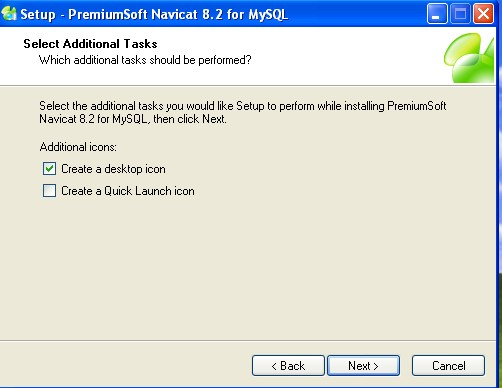 Setup - PremiumSoft Navicat 8.2 for MySQL
Select Additional Tasks
Which additional tasks should be performed?
Select the additional tasks you would like Setup to perform while installing PremiumSoft
Navicat 8.2 for MySQL, then click Next.
Additional icons:
Create a desktop icon
Create a Quick Launch icon
< Back
Next >
Cancel